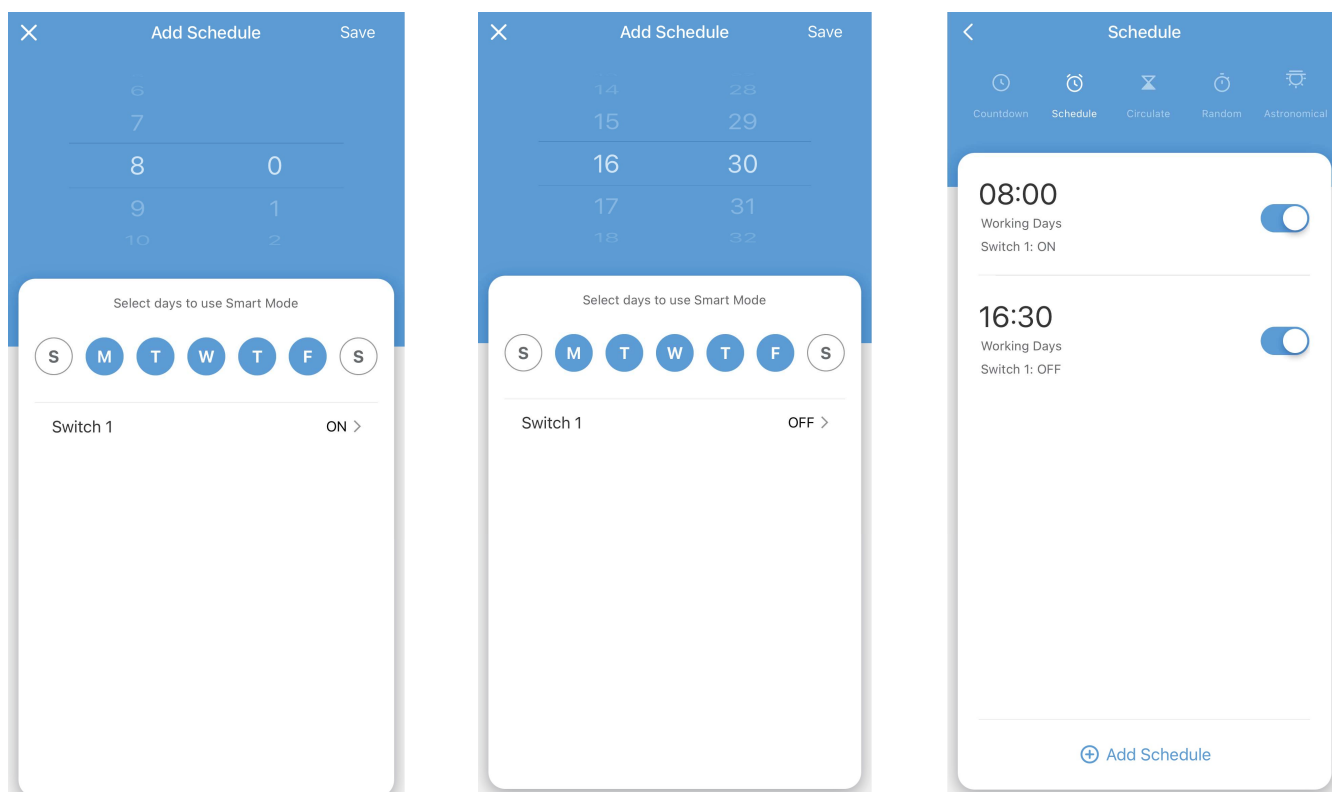 Add Schedule Save
6
7
8 0
9 1
10 2
Select days to use Smart Mode
S M T W T F S
Switch 1 ON
Add Schedule Save
14 28
15 29
16 30
17 31
18 32
Select days to use Smart Mode
S M T W T F S
Switch 1 OFF
Schedule
Countdown Schedule Circulate Random Astronomical
08:00
Working Days
Switch 1: ON
16:30
Working Days
Switch 1: OFF
Add Schedule